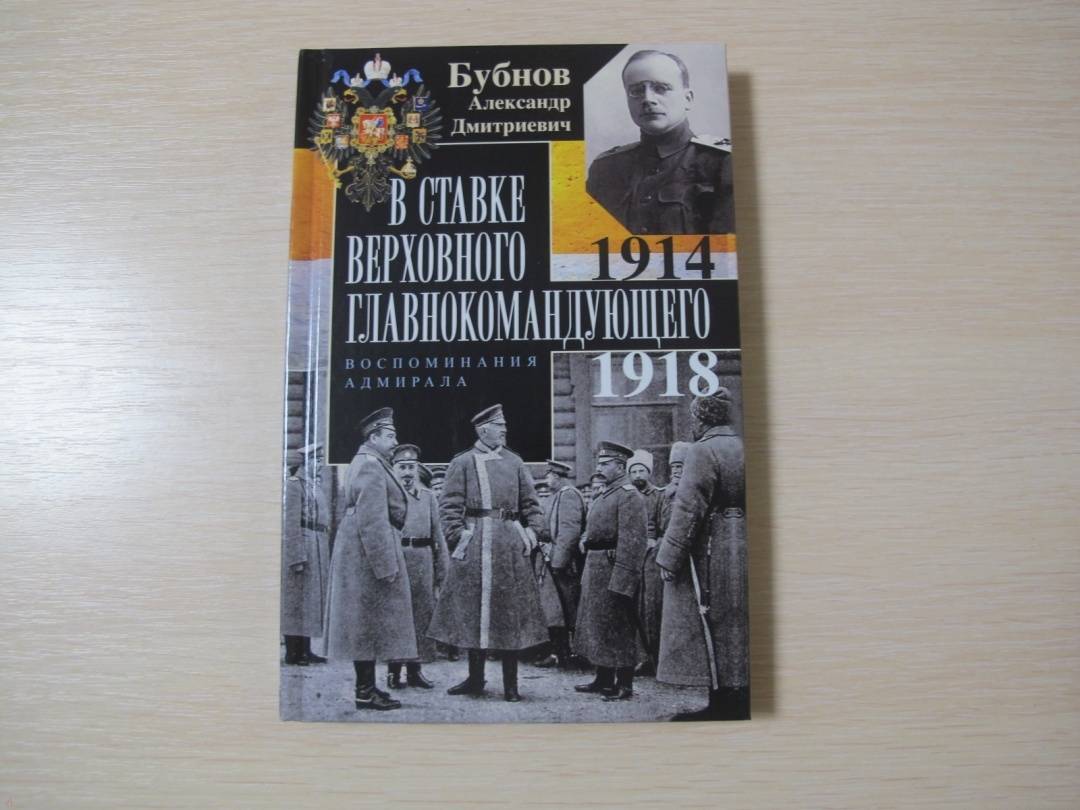 Бубнов
Александр
Дмитриевич
В СТАВКЕ
ВЕРХОВНОГО
ГЛАВНОКОМАНДУЮЩЕГО
1914
1918
ВОСПОМИНАНИЯ
АДМИРАЛА